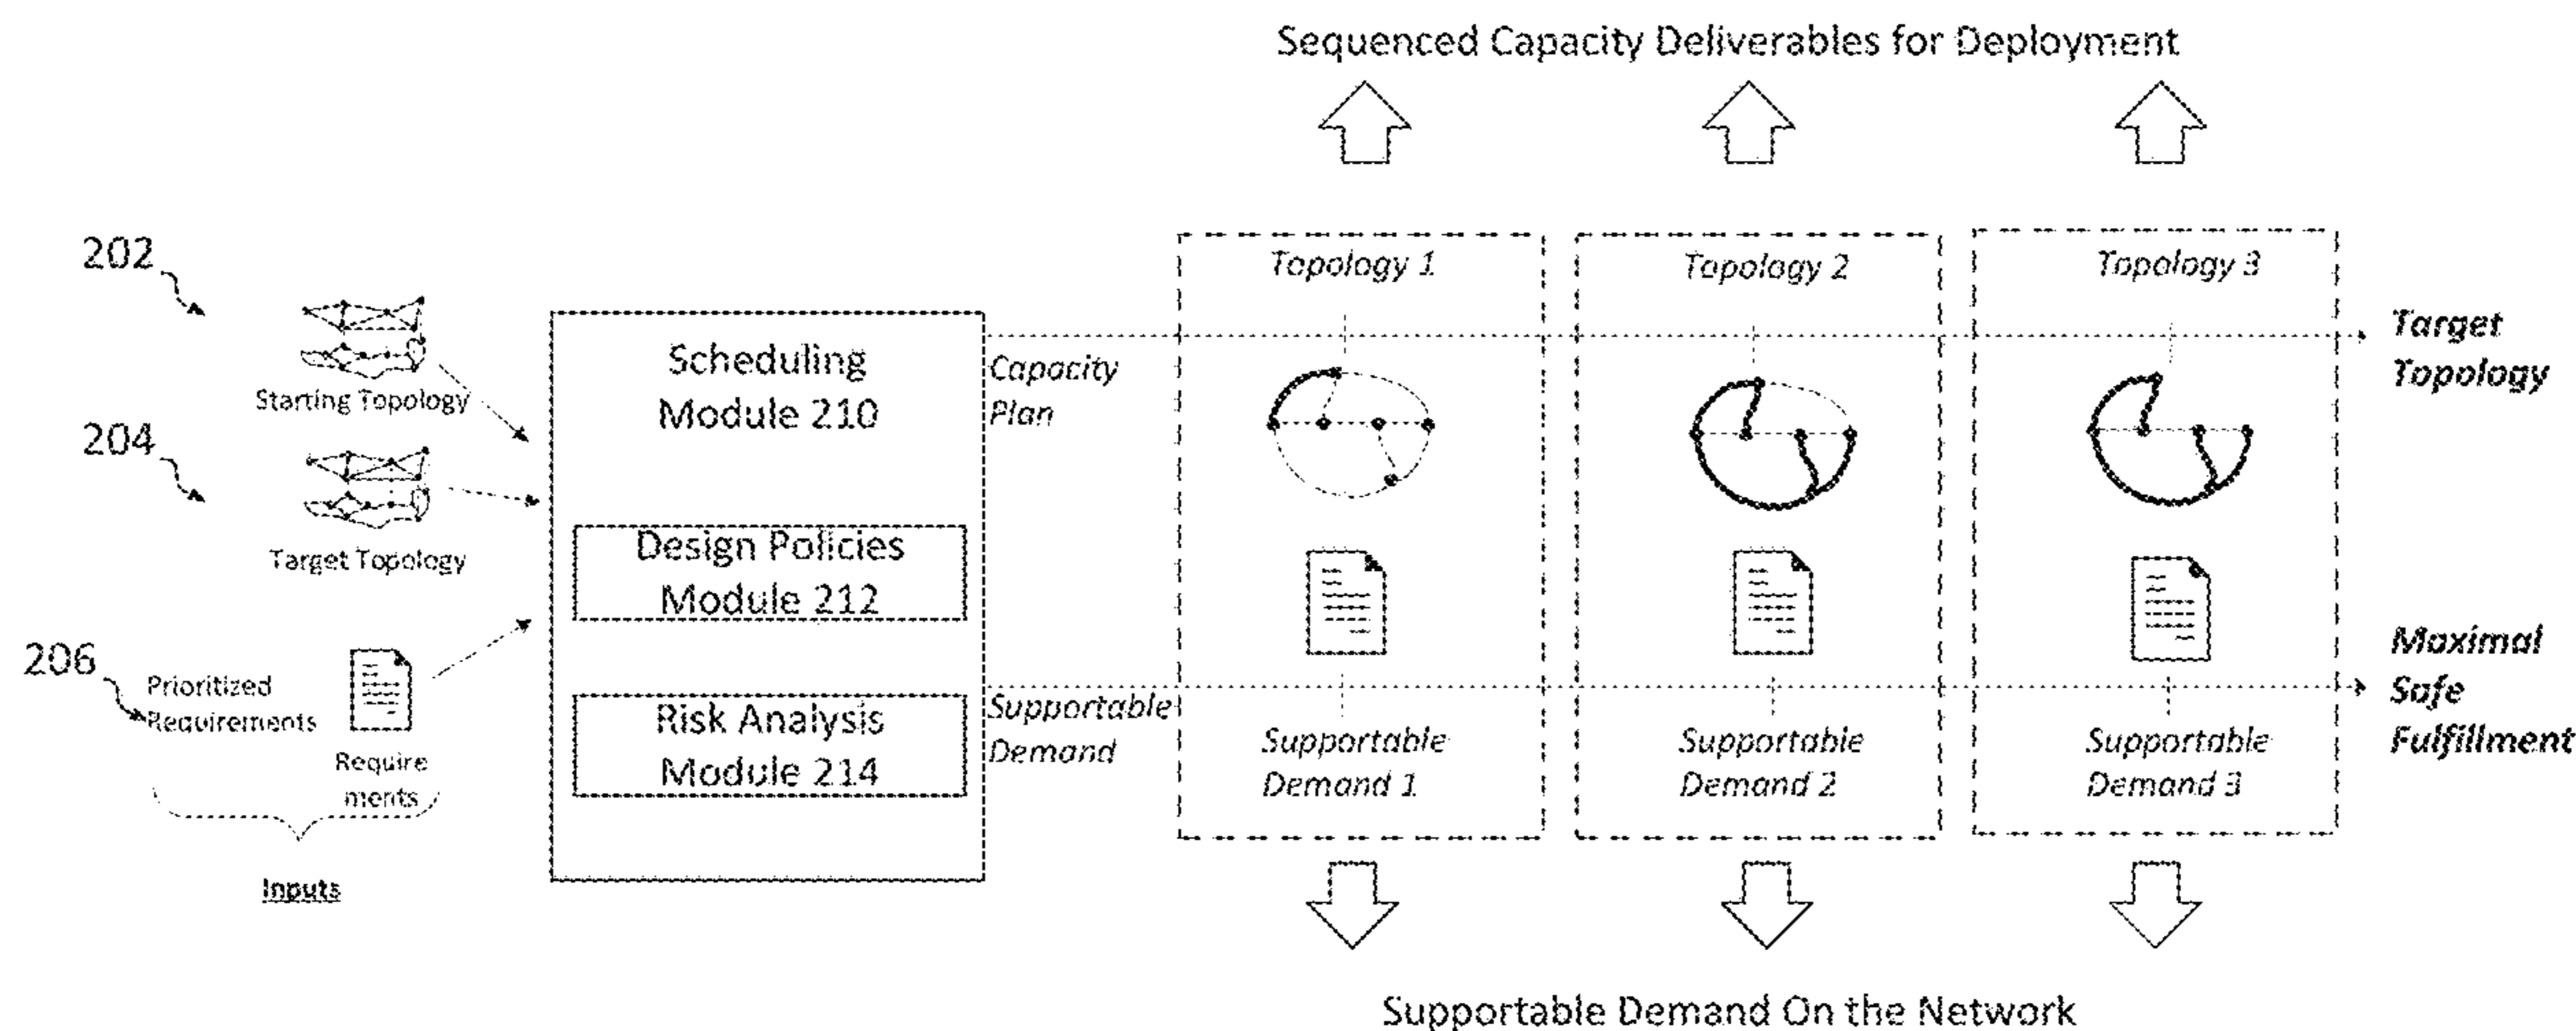 Sequenced Capacity Deliverables for Deployment
202
Starting Topology
204
Target Topology
206
Prioritized
Requirements
Require
ments
Inputs
Scheduling
Module 210
Design Policies
Module 212
Risk Analysis
Module 214
Capacity
Plan
Supportable
Demand
Topology 1
Topology 2
Topology 3
Supportable
Demand 1
Supportable
Demand 2
Supportable
Demand 3
Target
Topology
Maximal
Safe
Fulfillment
Supportable Demand On the Network